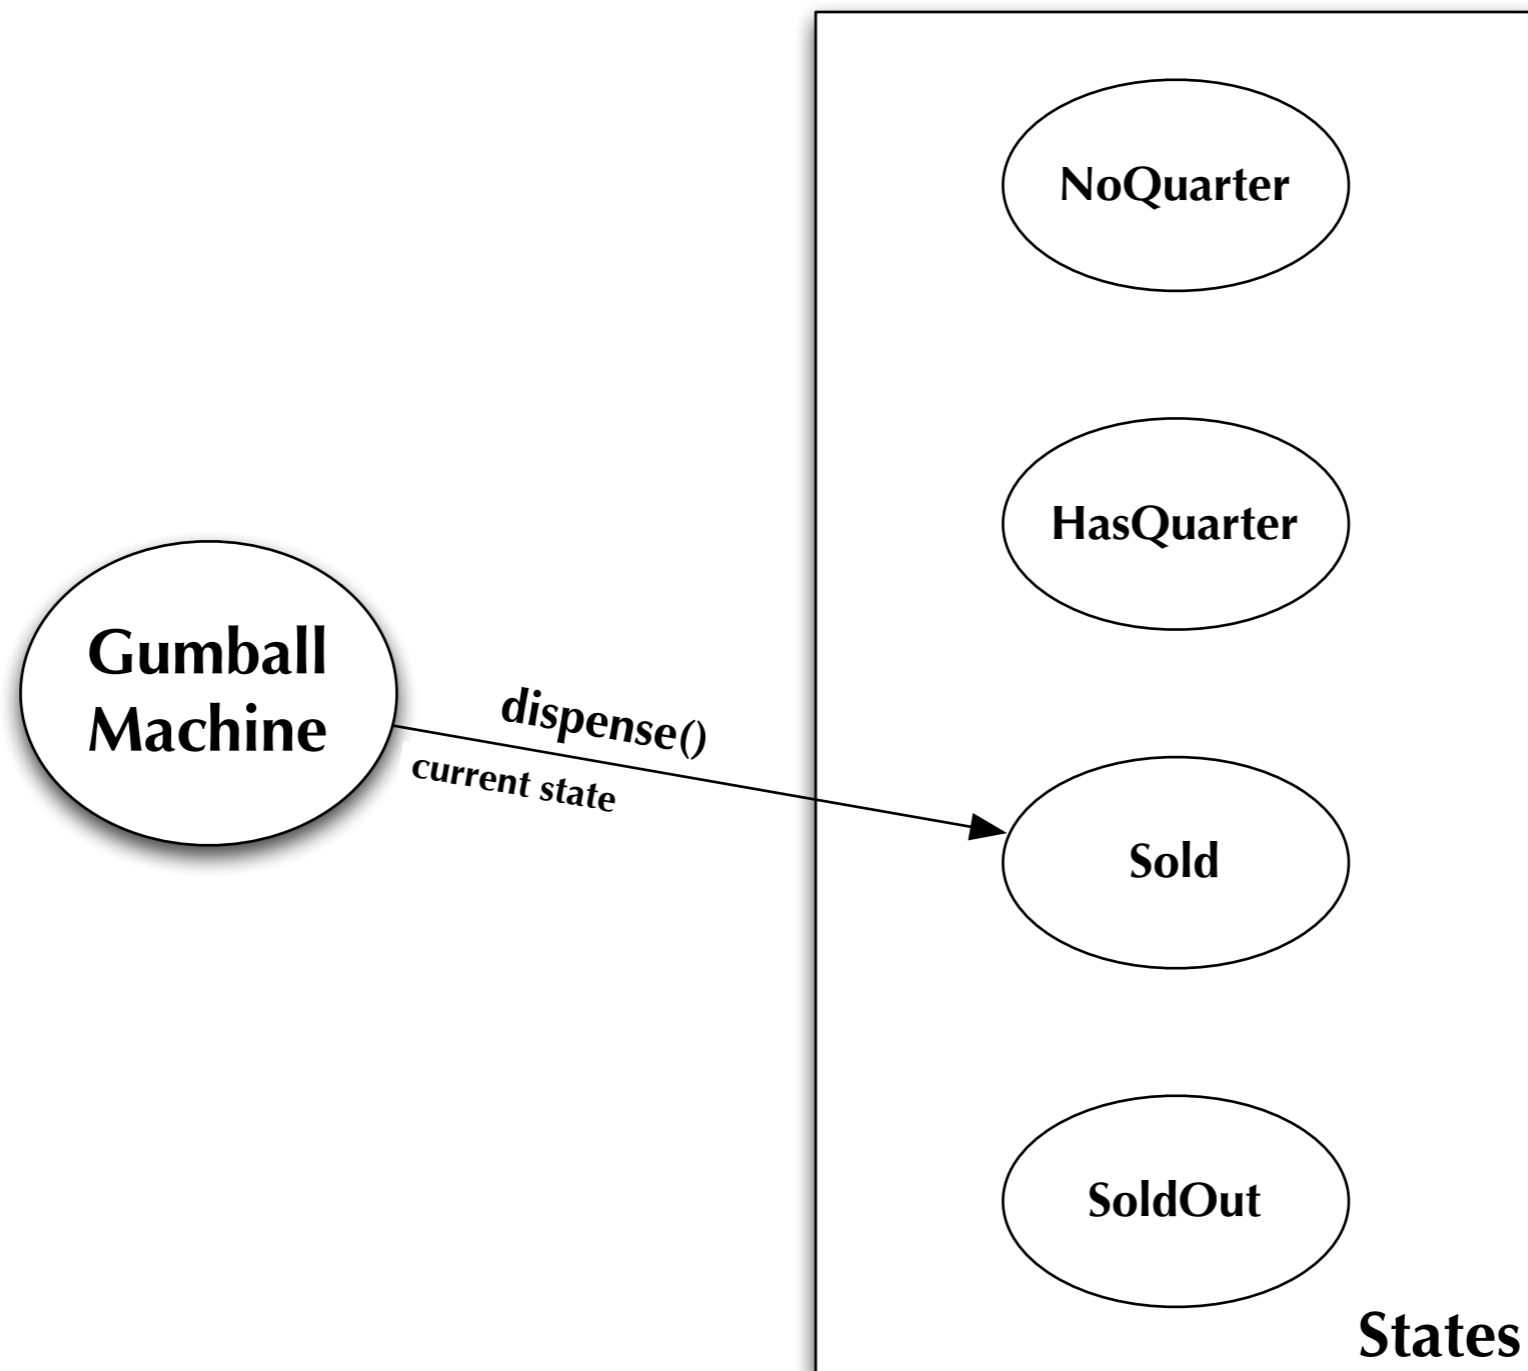 NoQuarter
HasQuarter
Gumball
Machine
dispense()
current state
Sold
SoldOut
States